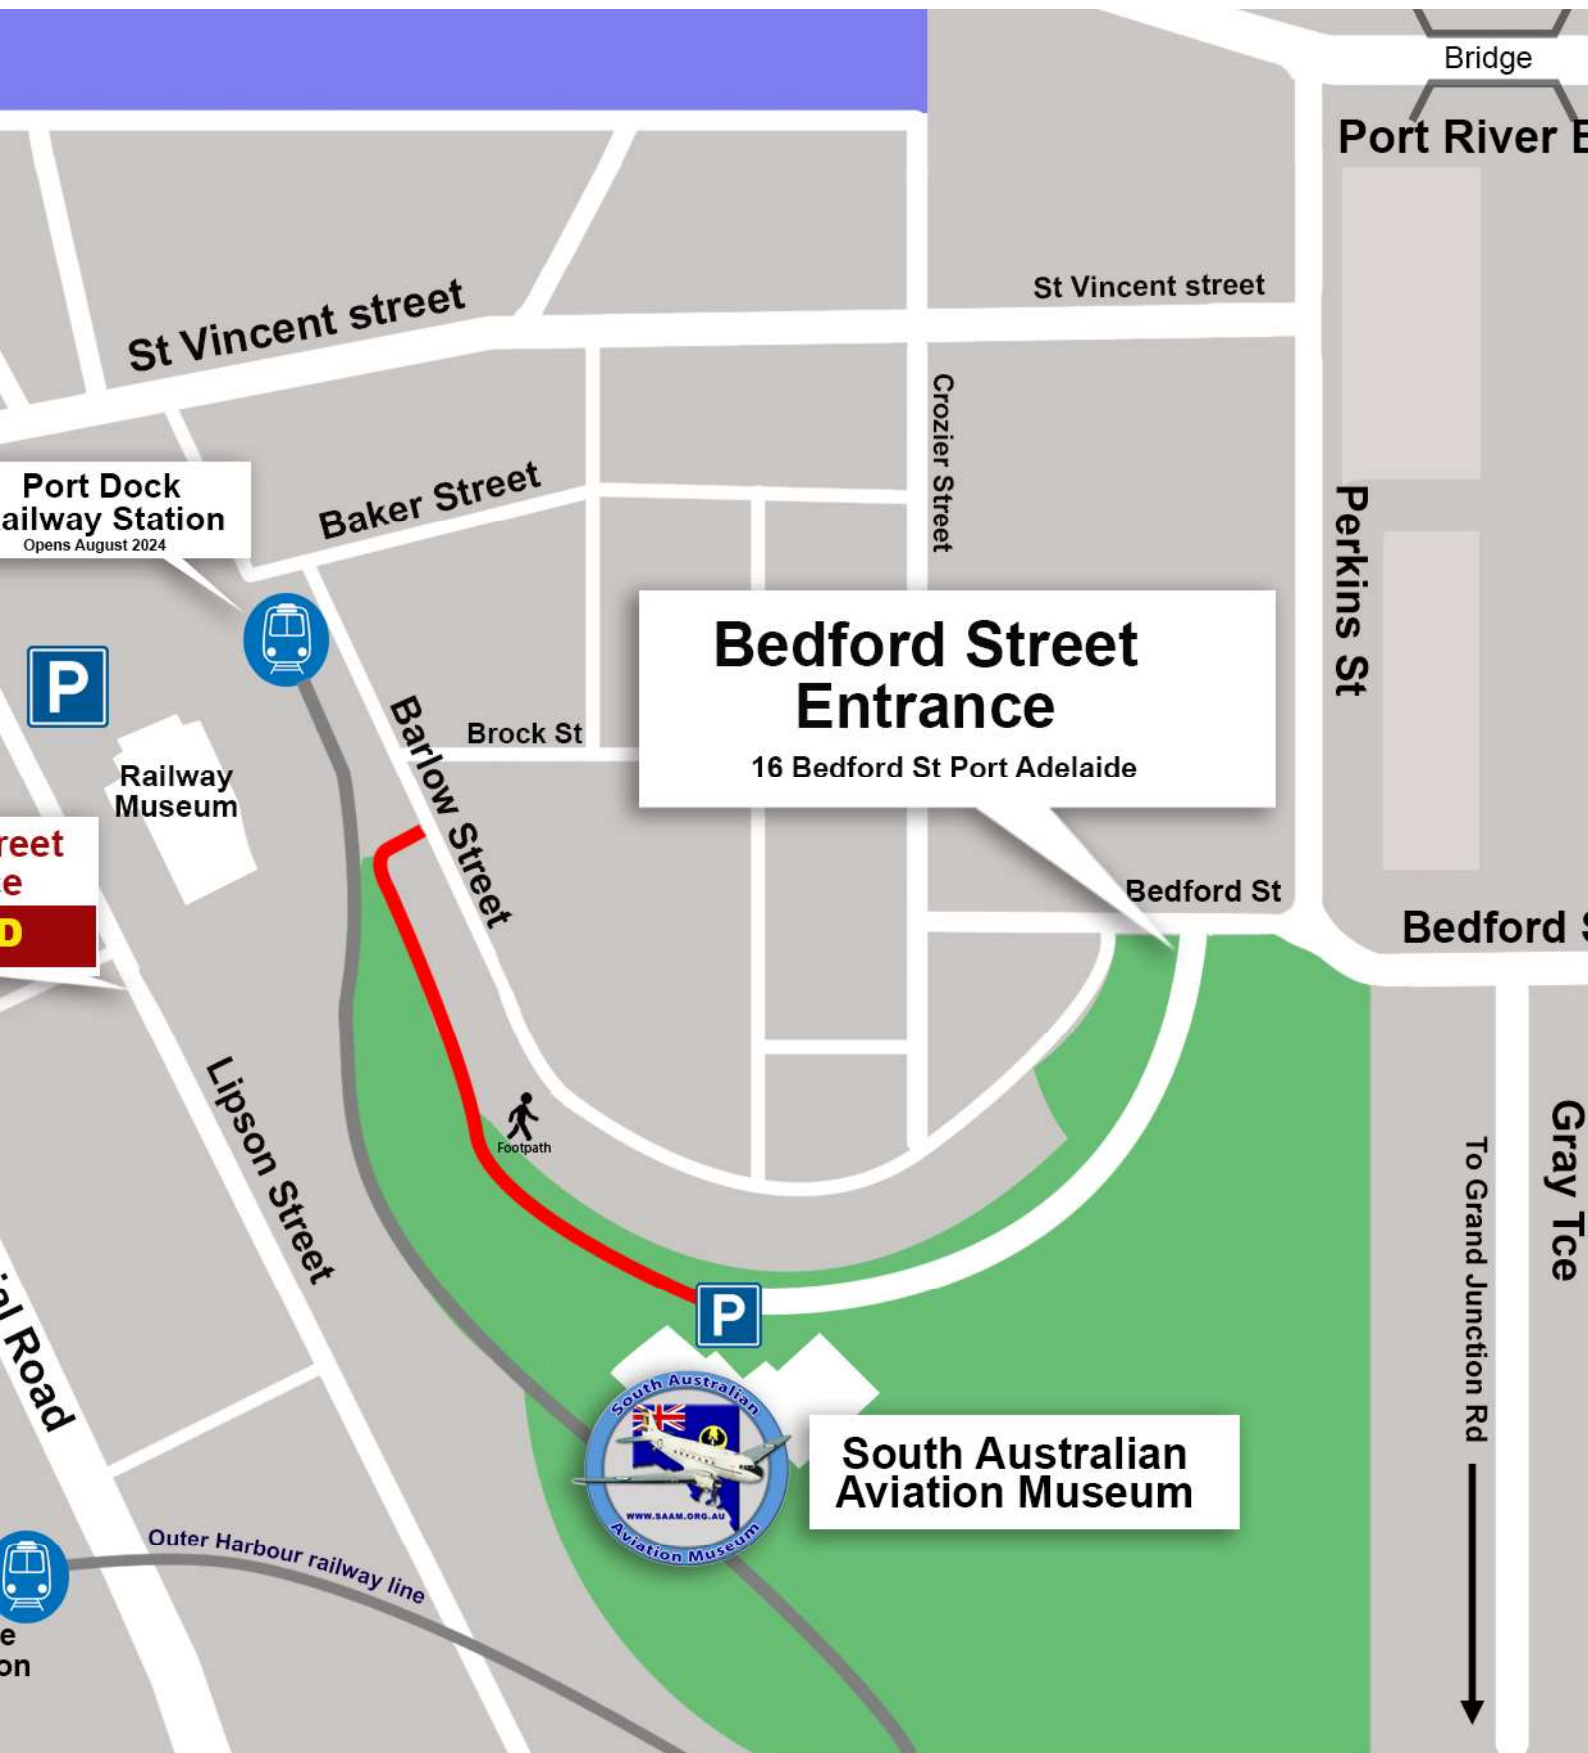 Bridge
Port River E
St Vincent street
St Vincent street
Crozier Street
Port Dock
ailway Station
Opens August 2024
Baker Street
Perkins St
P
Bedford Street
Entrance
16 Bedford St Port Adelaide
Barlow Street
Brock St
Railway
Museum
reet
e
D
Bedford St
Bedford S
Lipson Street
Footpath
Gray Tce
To Grand Junction Rd
P
ial Road
South Australian
WWW.SAAM.ORG.AU
Aviation Museum
South Australian
Aviation Museum
Outer Harbour railway line
e
on